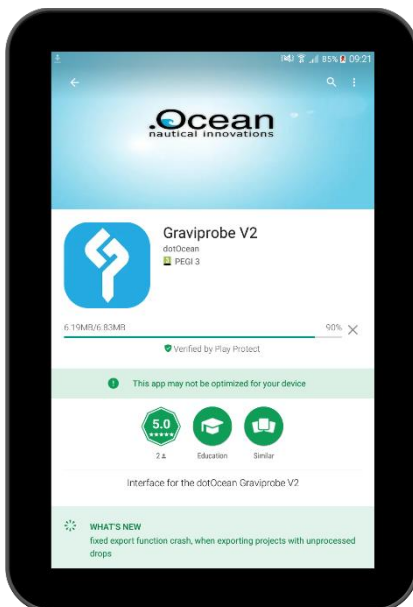 85% 09:21
.Ocean
nautical innovations
Graviprobe V2
dotOcean
PEGI 3
6.19MB/6.83MB 90%
Verified by Play Protect
This app may not be optimized for your device
5.0
2 Education Similar
Interface for the dotOcean Graviprobe V2
WHAT'S NEW
fixed export function crash, when exporting projects with unprocessed
drops